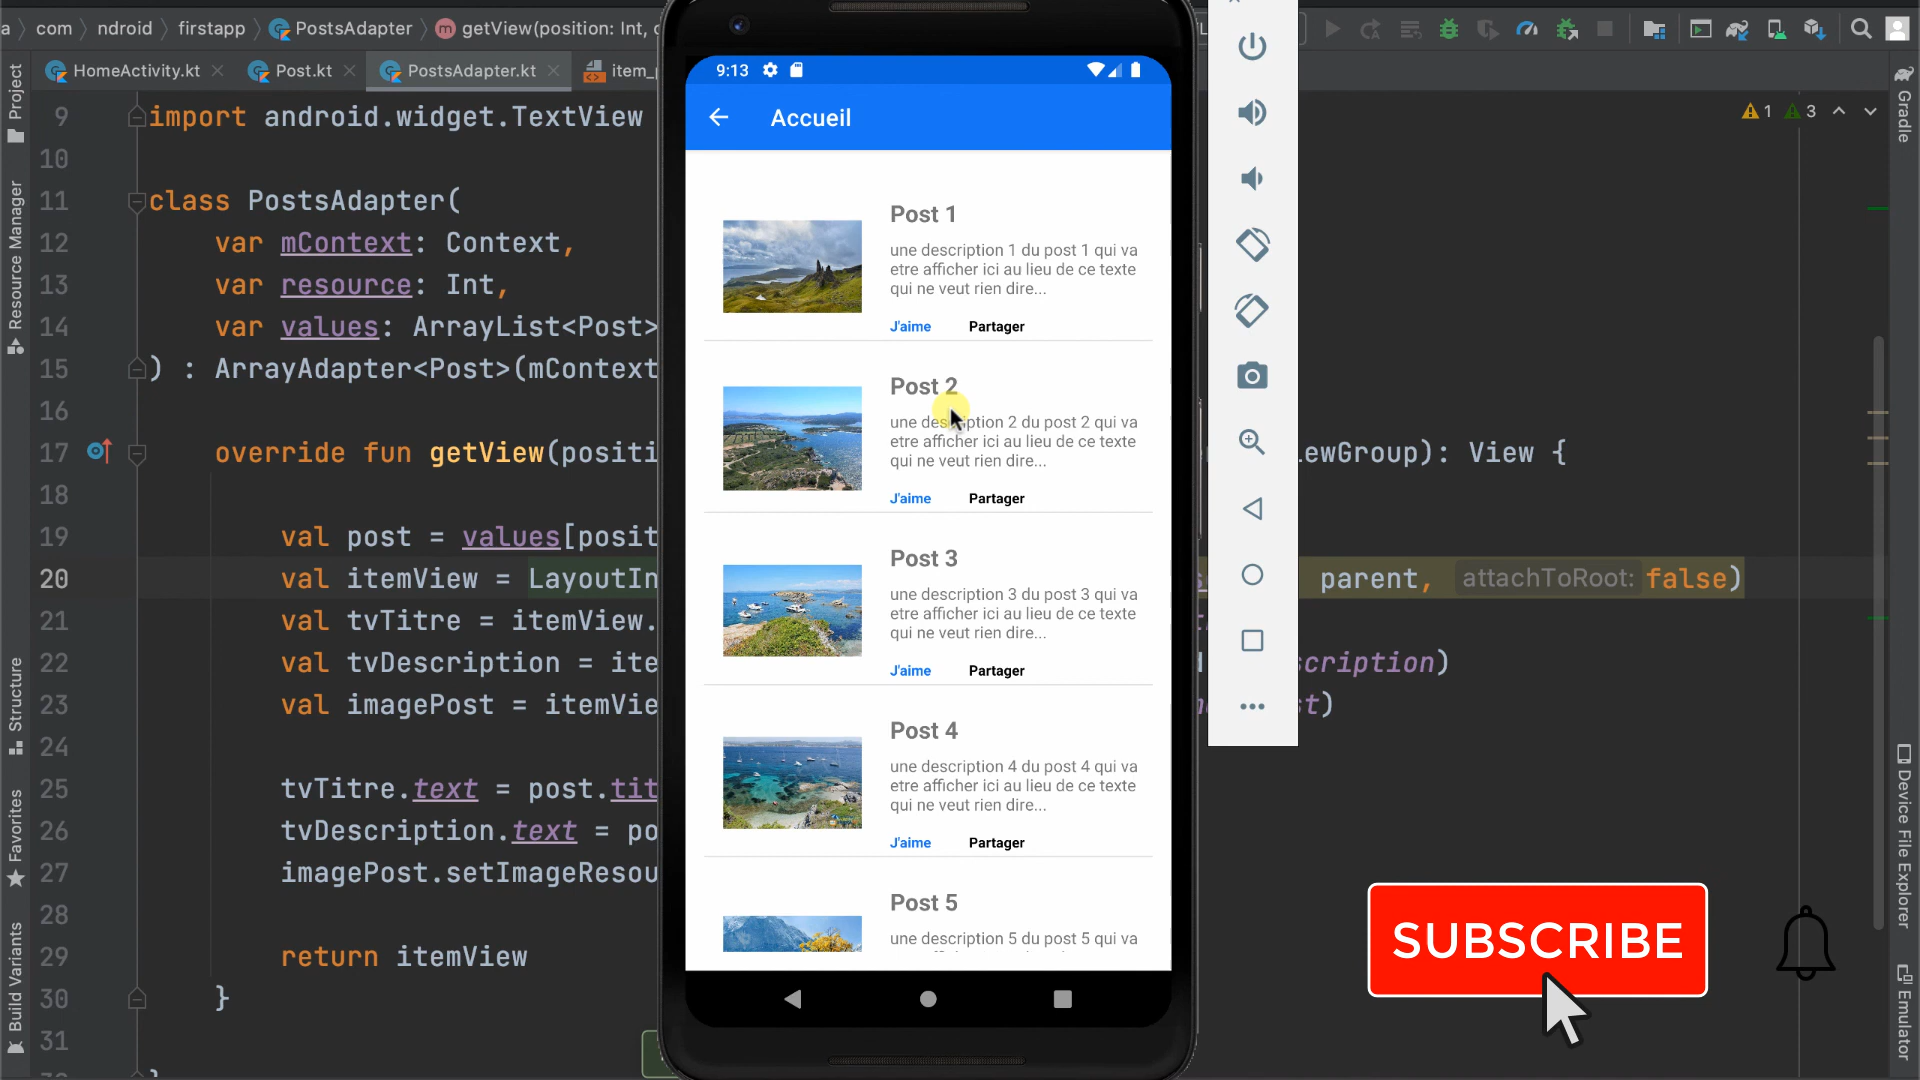 a com ndroid firstapp PostsAdapter getView(position: Int, c
HomeActivity.kt Post.kt PostsAdapter.kt item_p
Project
Resource Manager
Structure
Favorites
Build Variants
9 import android.widget.TextView
10
11 class PostsAdapter(
12 var mContext: Context,
13 var resource: Int,
14 var values: ArrayList<Post>
15 ) : ArrayAdapter<Post>(mContext
16
17 override fun getView(positi ewGroup): View {
18
19 val post = values[posit
20 val itemView = LayoutIn parent, attachToRoot: false)
21 val tvTitre = itemView.
22 val tvDescription = ite cription)
23 val imagePost = itemVie t)
24
25 tvTitre.text = post.tit
26 tvDescription.text = po
27 imagePost.setImageResou
28
29 return itemView
30 }
31
9:13
Accueil
Post 1
une description 1 du post 1 qui va
etre afficher ici au lieu de ce texte
qui ne veut rien dire...
J'aime Partager
Post 2
une description 2 du post 2 qui va
etre afficher ici au lieu de ce texte
qui ne veut rien dire...
J'aime Partager
Post 3
une description 3 du post 3 qui va
etre afficher ici au lieu de ce texte
qui ne veut rien dire...
J'aime Partager
Post 4
une description 4 du post 4 qui va
etre afficher ici au lieu de ce texte
qui ne veut rien dire...
J'aime Partager
Post 5
une description 5 du post 5 qui va
1 3
Gradle
Device File Explorer
Emulator
SUBSCRIBE